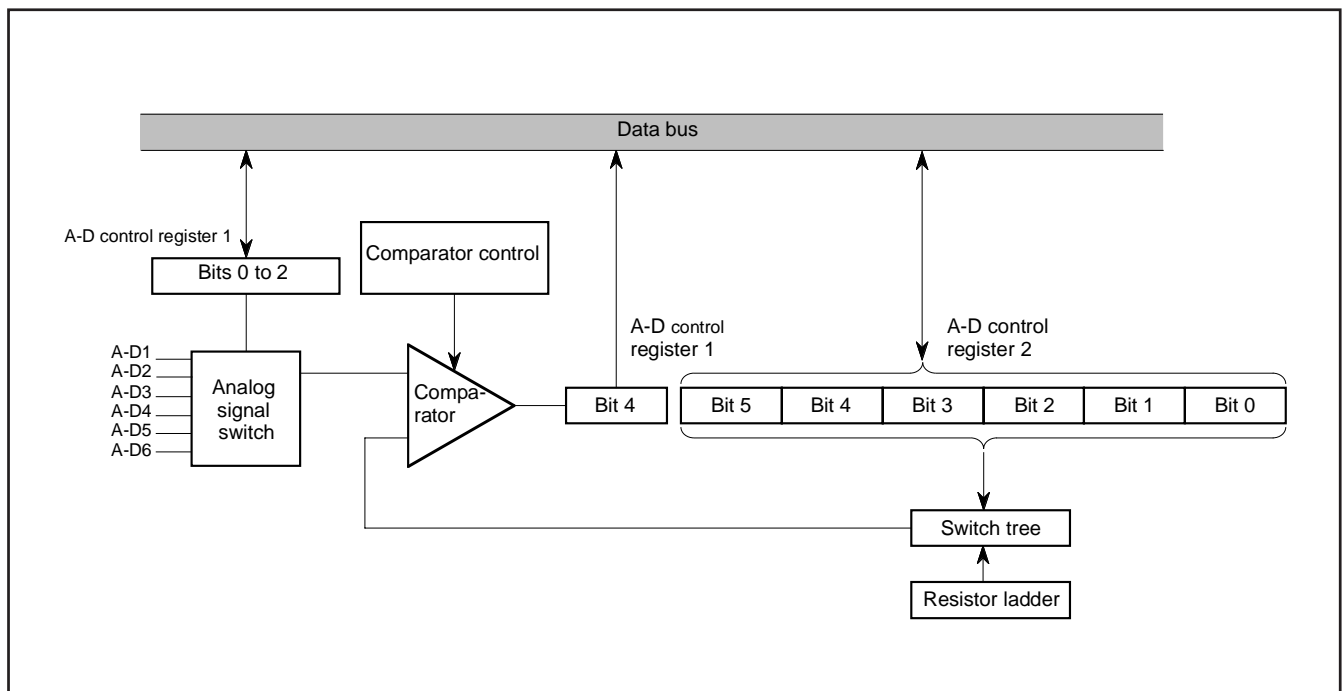 Data bus
A-D control register 1
Bits 0 to 2
Comparator control
A-D1
A-D2
A-D3
A-D4
A-D5
A-D6
Analog
signal
switch
Compa-
rator
A-D control
register 1
Bit 4
A-D control
register 2
Bit 5 Bit 4 Bit 3 Bit 2 Bit 1 Bit 0
Switch tree
Resistor ladder